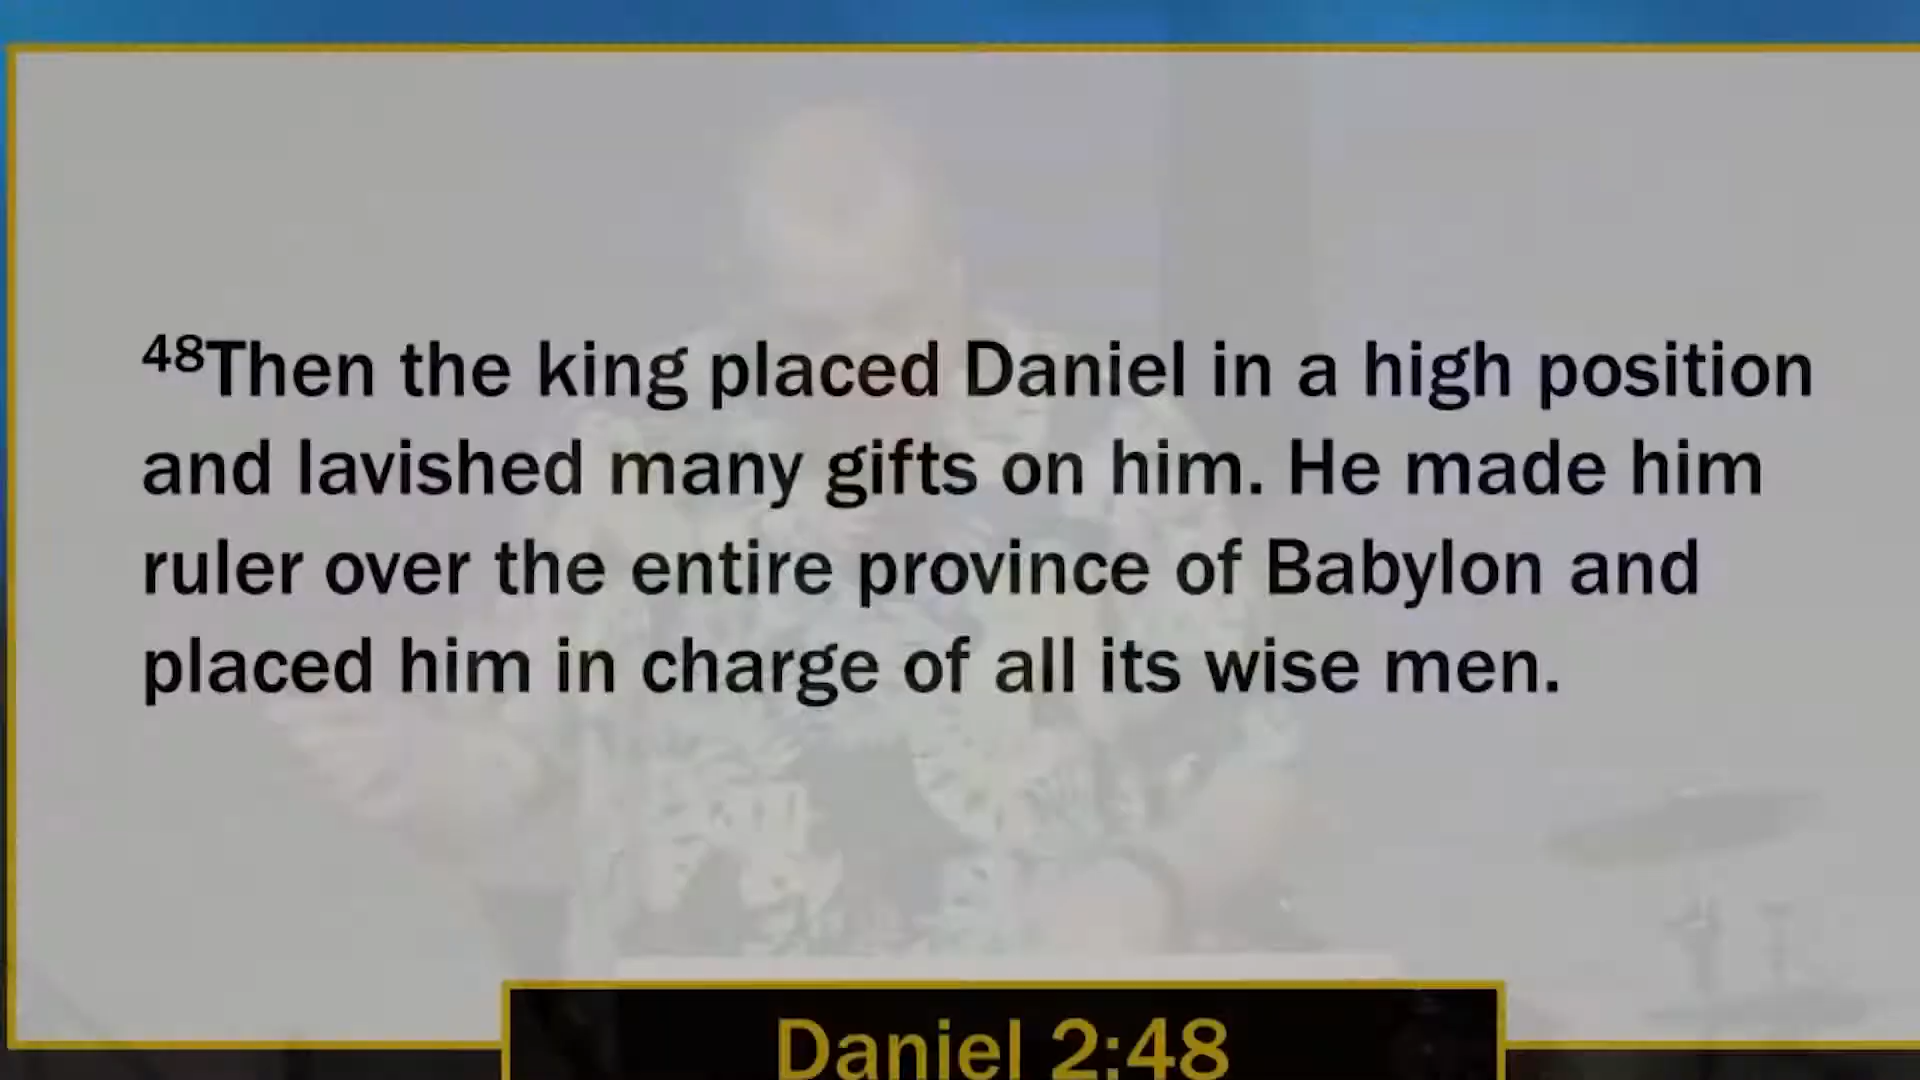 48Then the king placed Daniel in a high position
and lavished many gifts on him. He made him
ruler over the entire province of Babylon and
placed him in charge of all its wise men.
Daniel 2:48